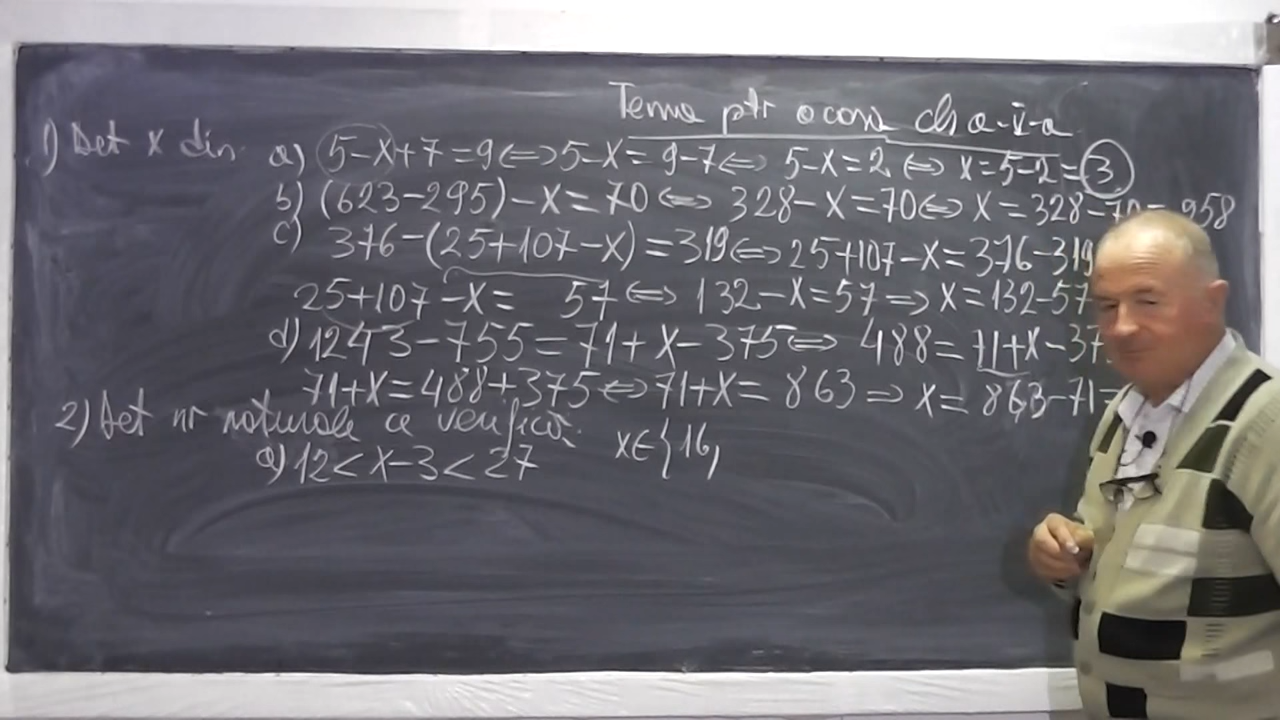 Tema ptr acasă cls a-V-a
1) Det x din a) 5-x+7=9⇔5-x=9-7⇔ 5-x=2 ⇔ x=5-2=3
b) (623-295)-x=70⇔ 328-x=70⇔ x=328-70= 958
c) 376-(25+107-x)=319⇔25+107-x=376-319
25+107-x= 57⇔ 132-x=57⇒x=132-57
d) 1243-755=71+x-375⇔ 488=71+x-37
71+x=488+375⇔71+x= 863 ⇒ x= 863-71=
2) Det nr naturale ce verifică
a) 12<x-3<27 x∈{16,